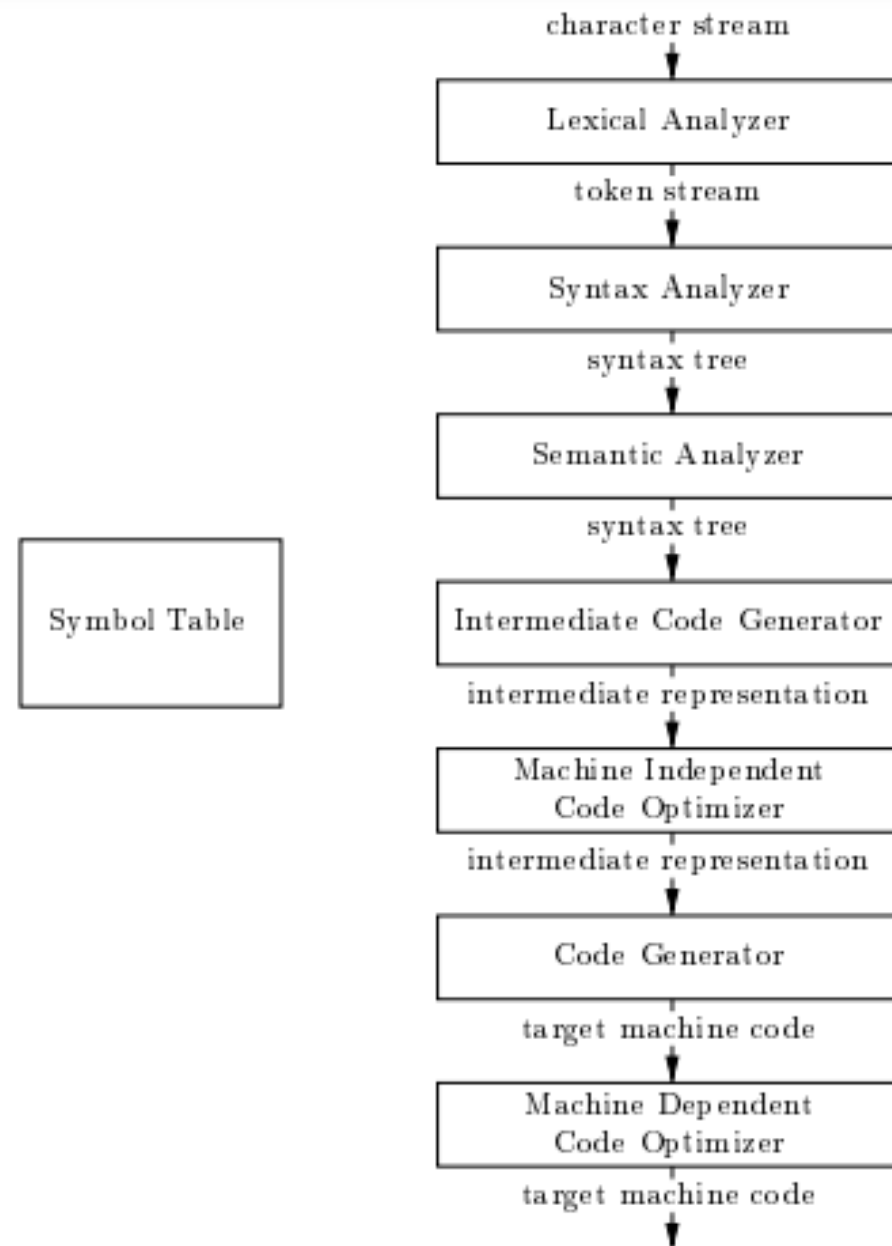 character stream
Lexical Analyzer
token stream
Syntax Analyzer
syntax tree
Semantic Analyzer
syntax tree
Symbol Table
Intermediate Code Generator
intermediate representation
Machine Independent
Code Optimizer
intermediate representation
Code Generator
target machine code
Machine Dependent
Code Optimizer
target machine code